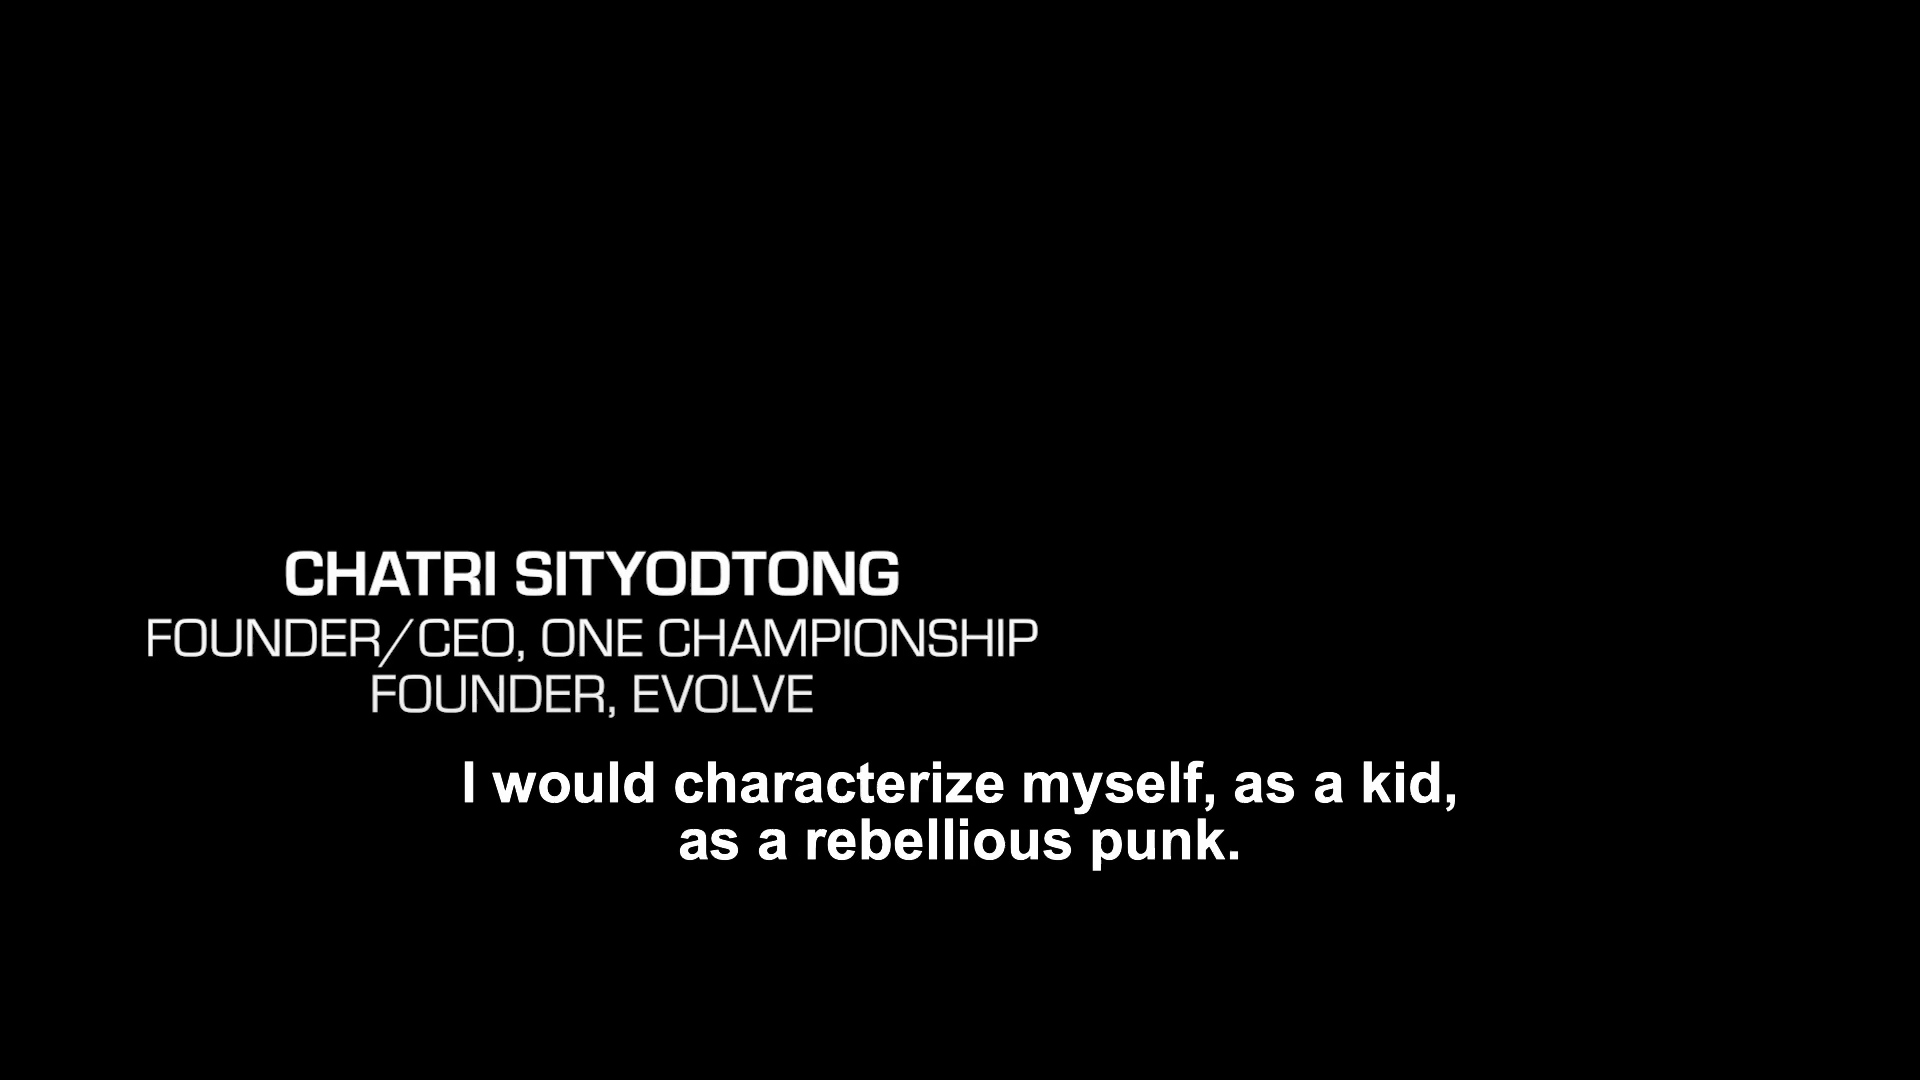 CHATRI SITYODTONG
FOUNDER/CEO, ONE CHAMPIONSHIP
FOUNDER, EVOLVE
I would characterize myself, as a kid,
as a rebellious punk.